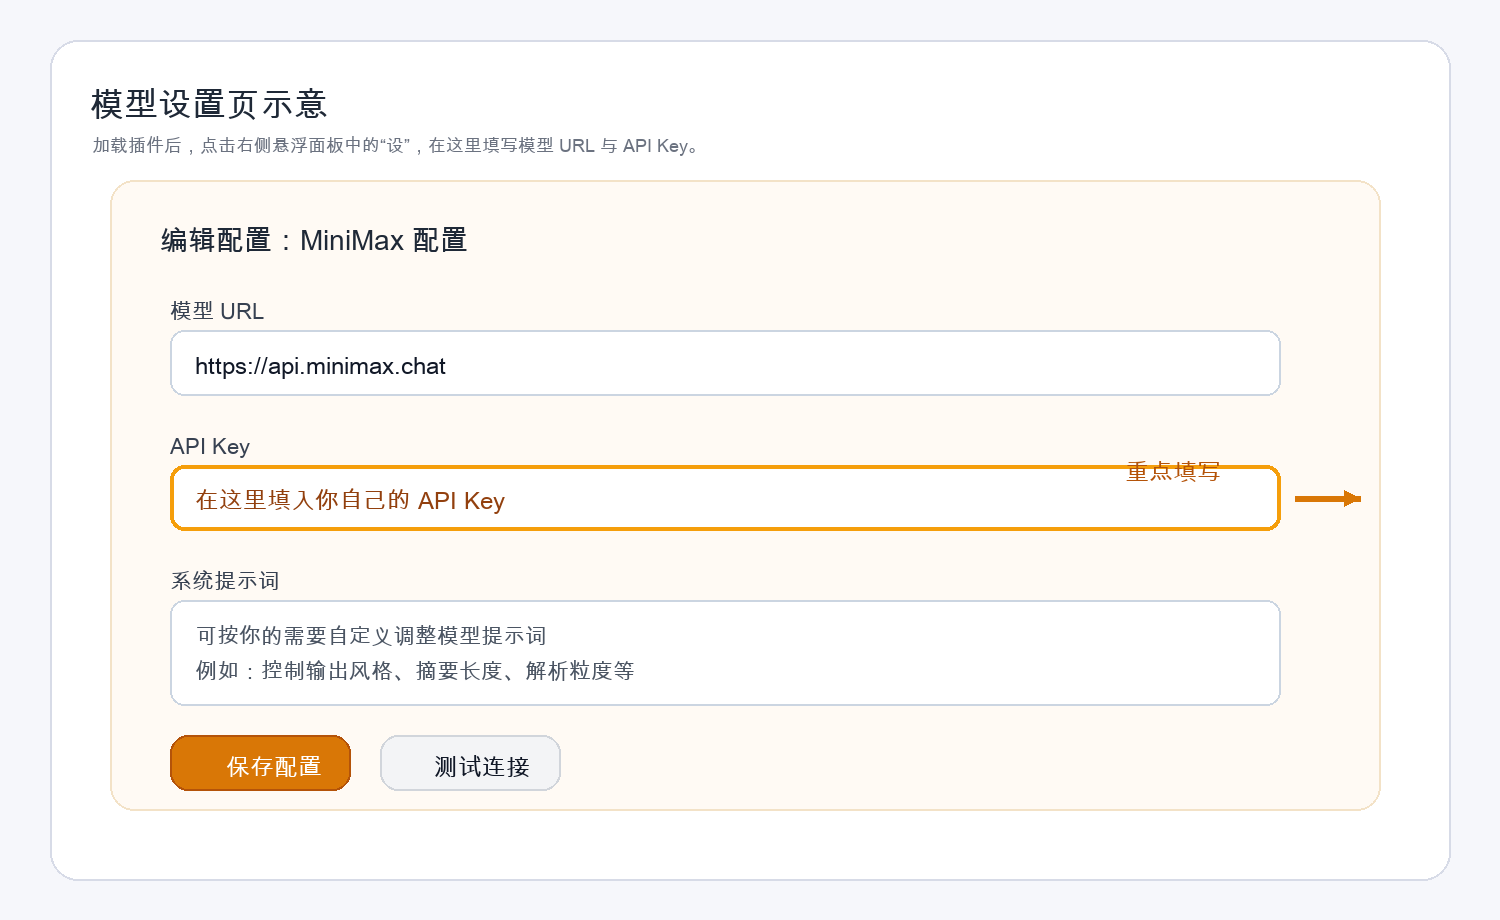 模型设置页示意
加载插件后，点击右侧悬浮面板中的“设”，在这里填写模型 URL 与 API Key。
编辑配置：MiniMax 配置
模型 URL
https://api.minimax.chat
API Key
重点填写
在这里填入你自己的 API Key
系统提示词
可按你的需要自定义调整模型提示词
例如：控制输出风格、摘要长度、解析粒度等
保存配置
测试连接